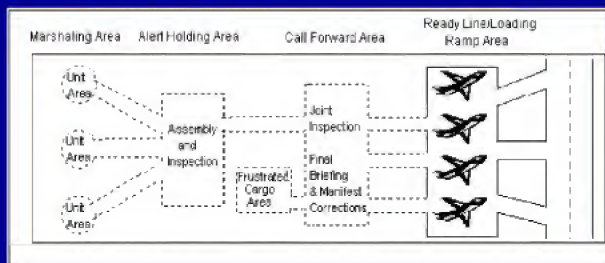 Marshaling Area
Alert Holding Area
Call Forward Area
Ready Line/Loading
Ramp Area
Unit
Area
Unit
Area
Unit
Area
Assembly
and
Inspection
Frustrated
Cargo
Area
Joint
Inspection
Final
Briefing
& Manifest
Corrections